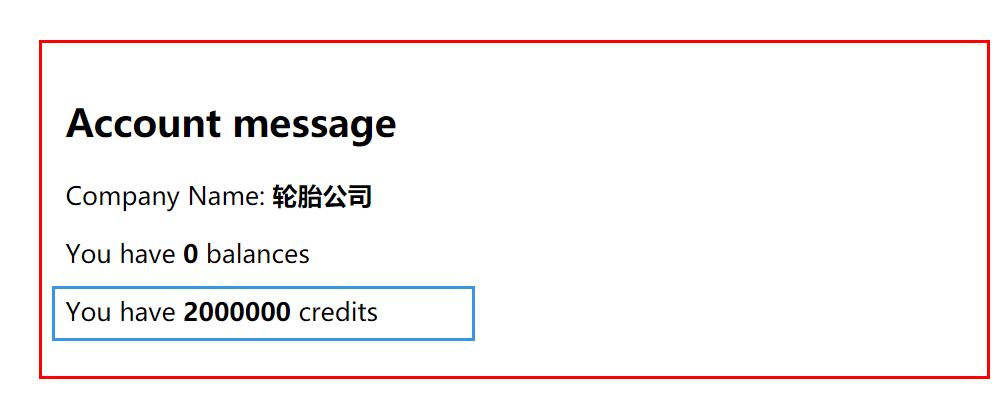 Account message
Company Name: 轮胎公司
You have 0 balances
You have 2000000 credits